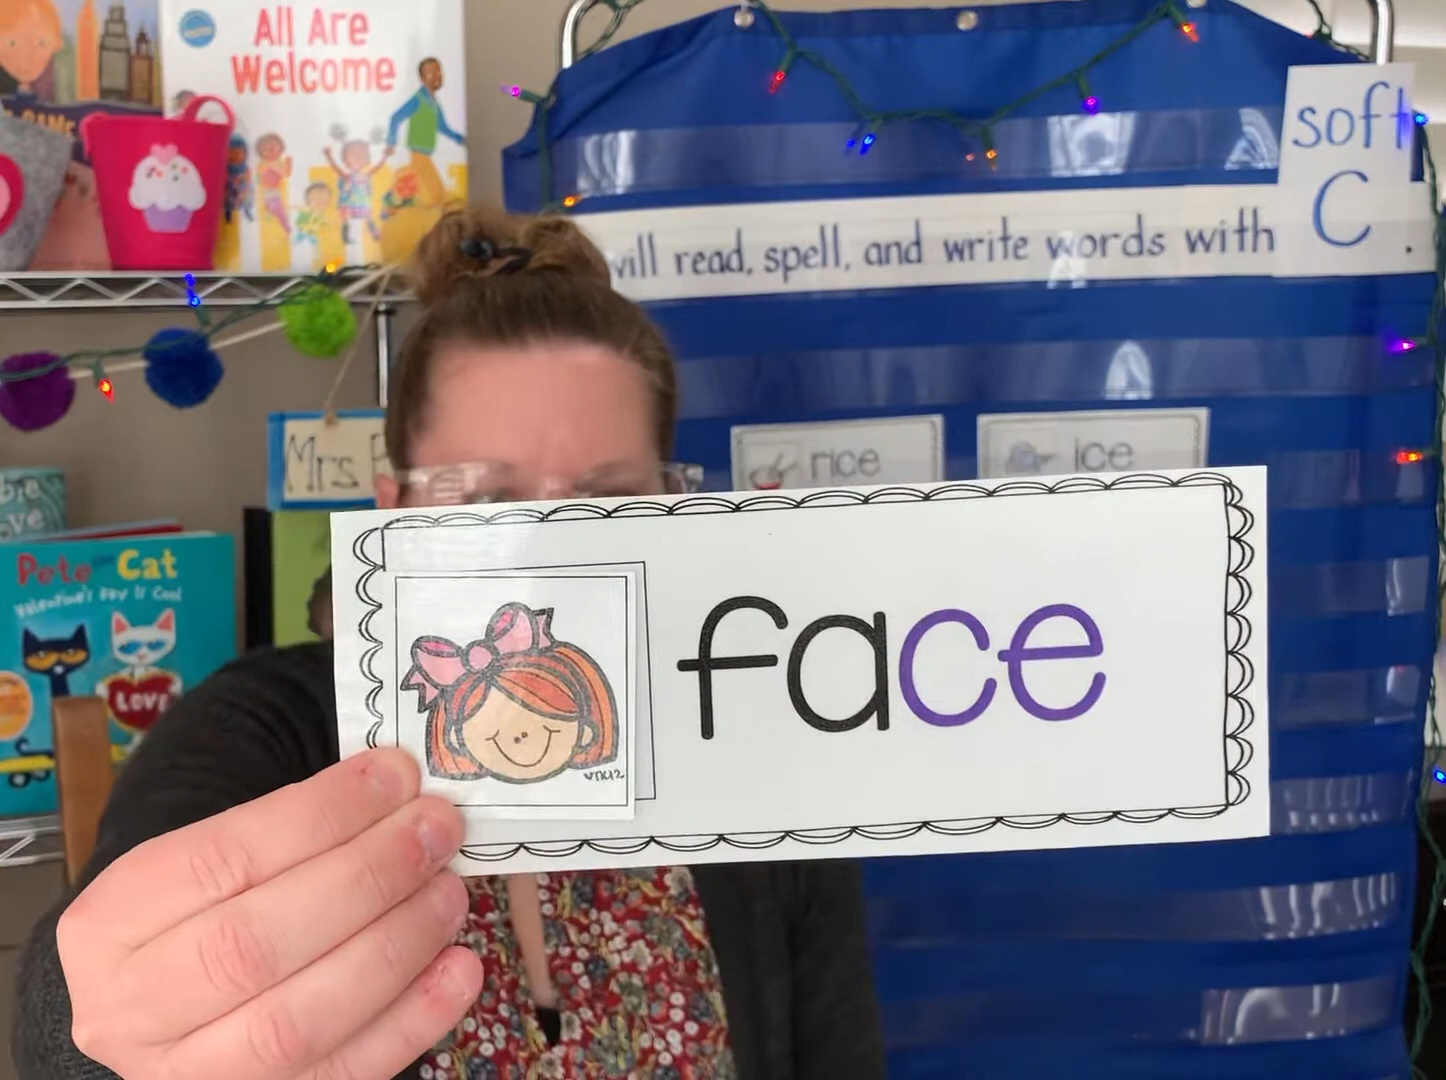 All Are
Welcome
GAME
soft
C
will read, spell, and write words with .
rice
ice
Mrs
Pete the Cat
Valentine's Day Is Cool
LOVE
face